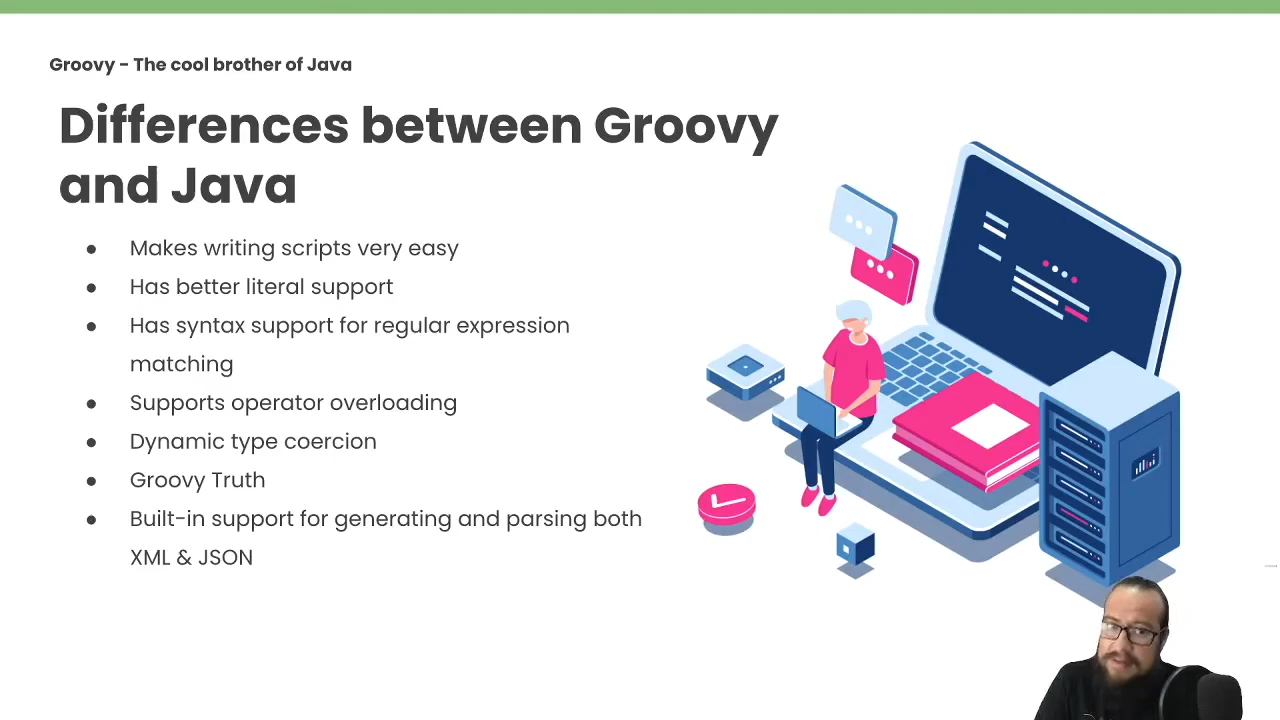 Groovy - The cool brother of Java
Differences between Groovy
and Java
● Makes writing scripts very easy
● Has better literal support
● Has syntax support for regular expression
matching
● Supports operator overloading
● Dynamic type coercion
● Groovy Truth
● Built-in support for generating and parsing both
XML & JSON